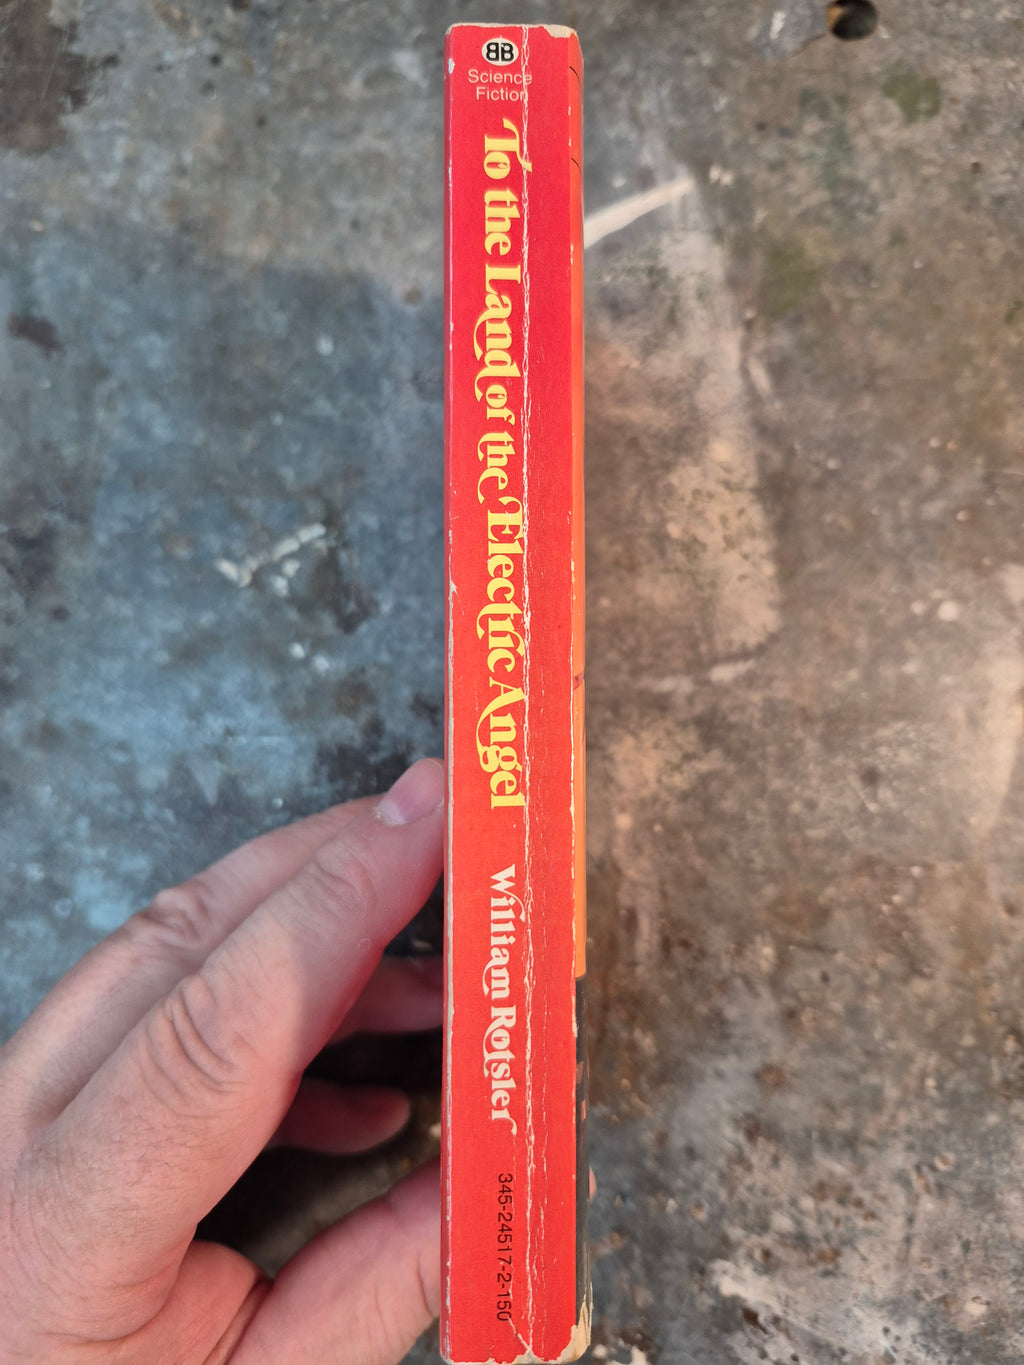 BB
Science
Fiction
To the Land of the Electric Angel
William Rotsler
345-24517-2-150